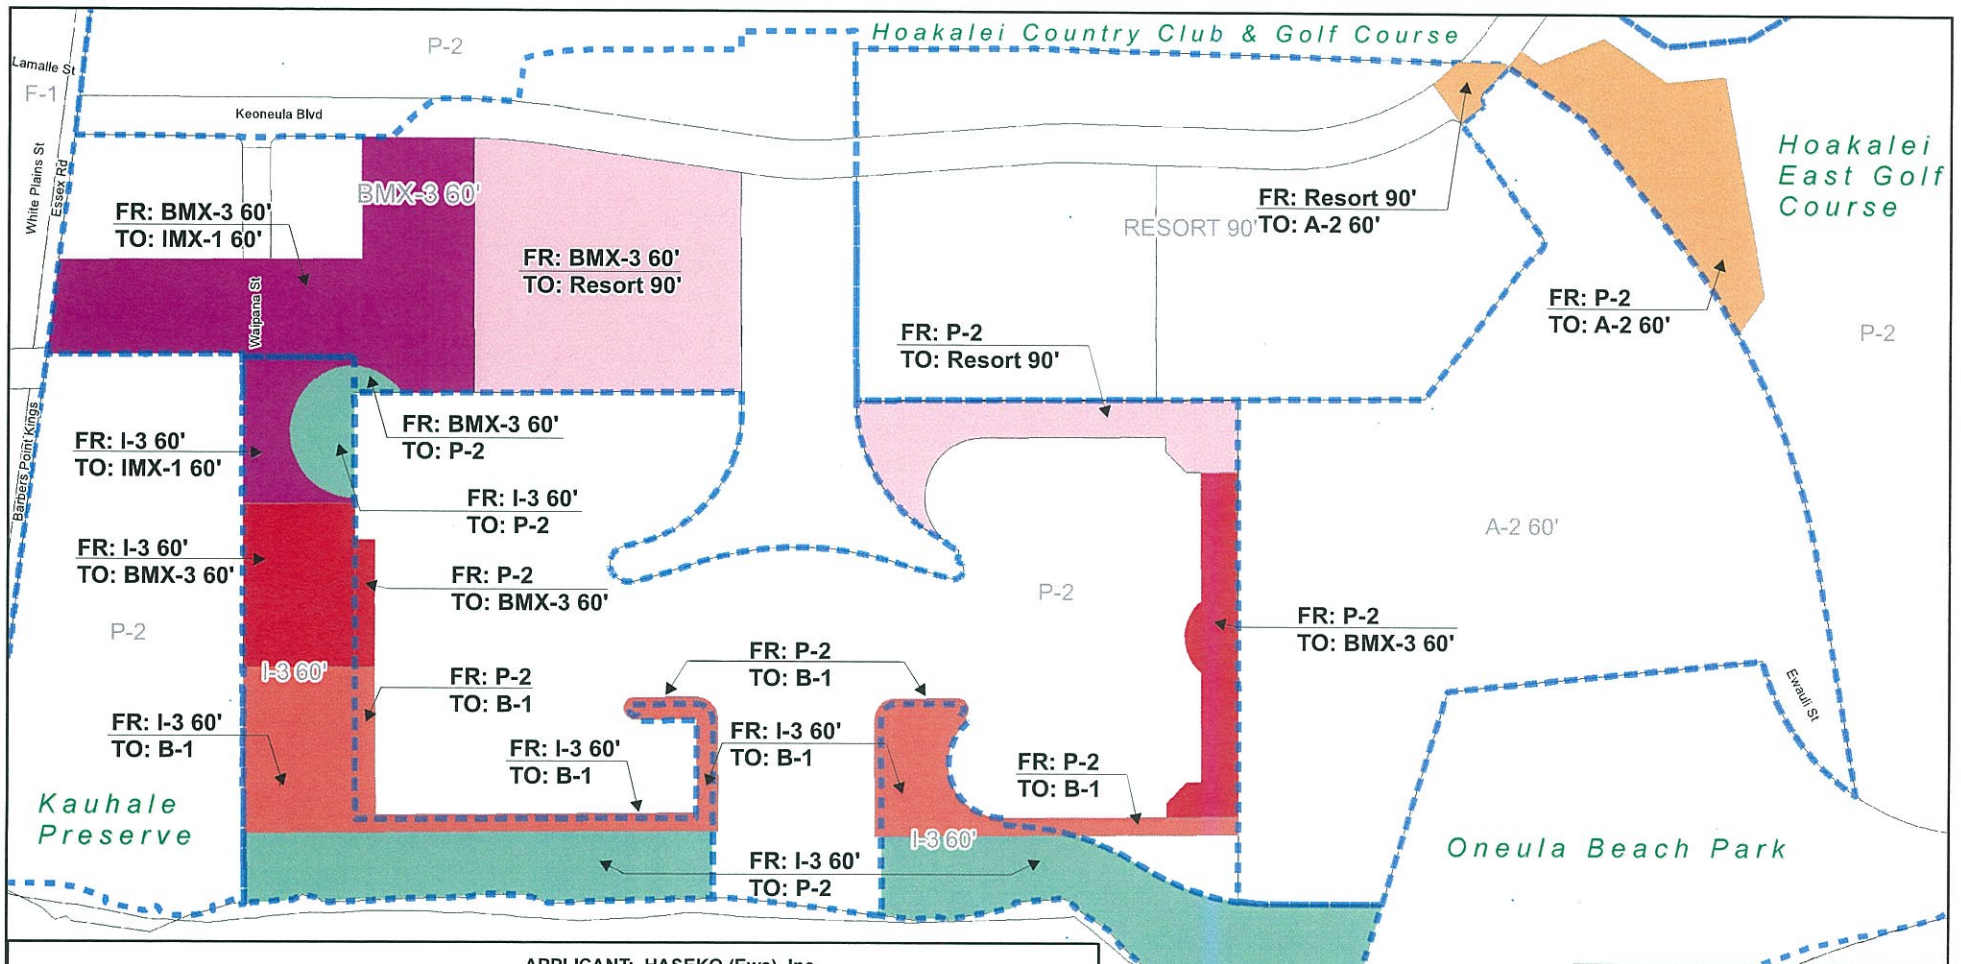 Hoakalei Country Club & Golf Course
P-2
Lamalle St
F-1
Keoneula Blvd
Hoakalei
East Golf
Course
White Plains St
Essex Rd
BMX-3 60'
FR: BMX-3 60'
TO: IMX-1 60'
FR: Resort 90'
TO: A-2 60'
RESORT 90'
FR: BMX-3 60'
TO: Resort 90'
Waipana St
FR: P-2
TO: A-2 60'
P-2
FR: P-2
TO: Resort 90'
Barbers Point Kings
FR: BMX-3 60'
TO: P-2
FR: I-3 60'
TO: IMX-1 60'
FR: I-3 60'
TO: P-2
A-2 60'
FR: I-3 60'
TO: BMX-3 60'
FR: P-2
TO: BMX-3 60'
P-2
FR: P-2
TO: BMX-3 60'
P-2
I-3 60'
FR: P-2
TO: B-1
FR: P-2
TO: B-1
Ewauli St
FR: I-3 60'
TO: B-1
FR: I-3 60'
TO: B-1
FR: I-3 60'
TO: B-1
FR: P-2
TO: B-1
Kauhale
Preserve
I-3 60'
Oneula Beach Park
FR: I-3 60'
TO: P-2
APPLICANT: HASEKO (Ewa), Inc.